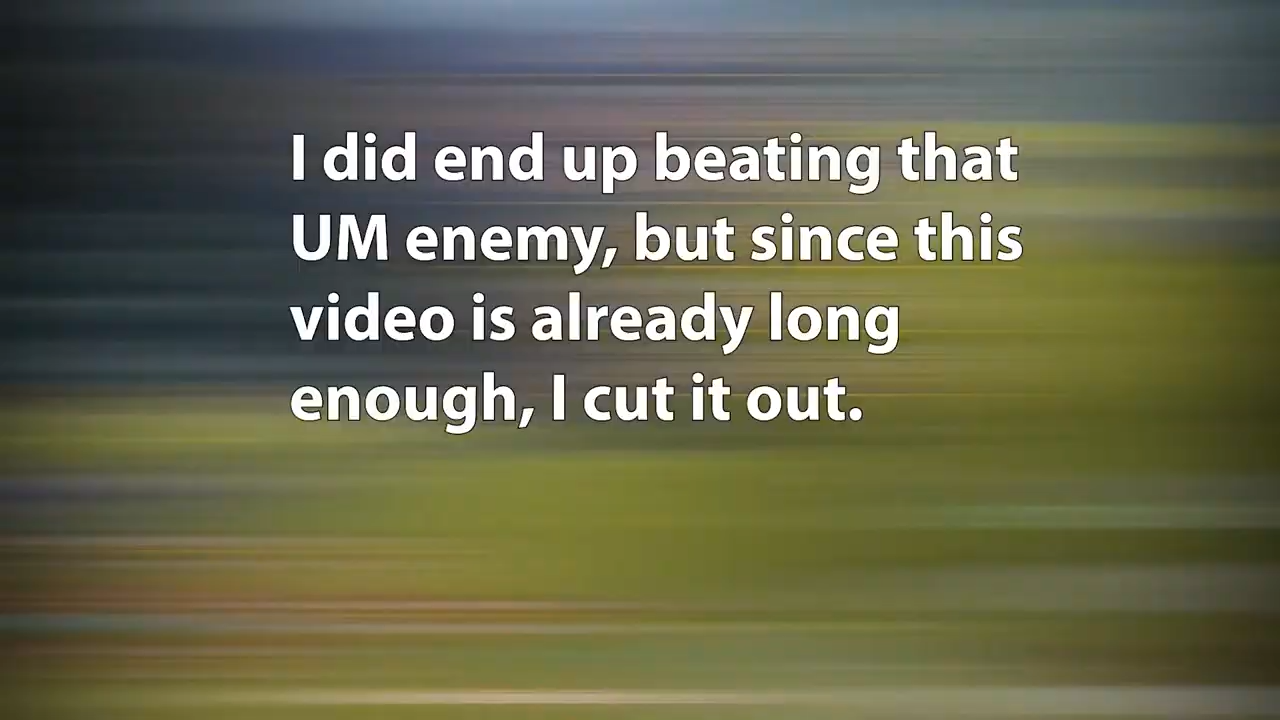 I did end up beating that
UM enemy, but since this
video is already long
enough, I cut it out.